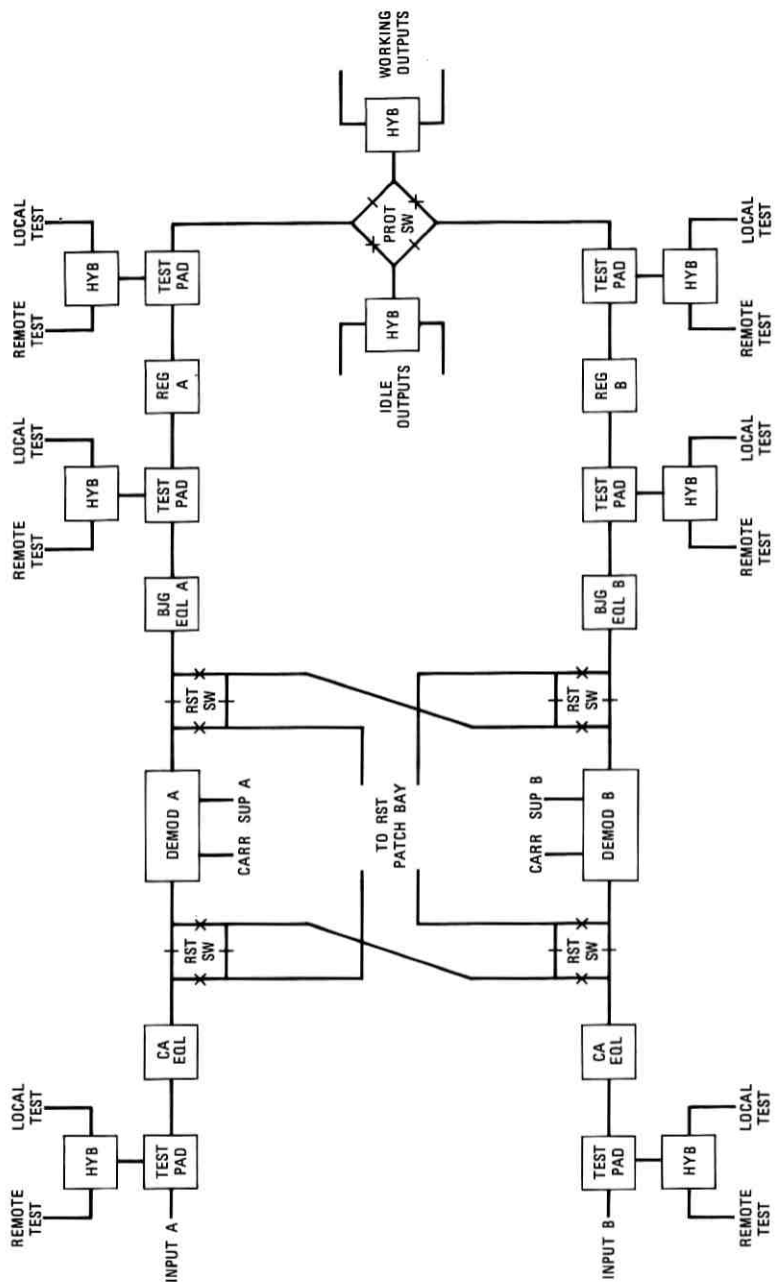 REMOTE
TEST
LOCAL
TEST
HYB
TEST
PAD
INPUT A
CA
EQL
RST
SW
DEMOD A
CARR SUP A
RST
SW
BJG
EQL A
REMOTE
TEST
LOCAL
TEST
HYB
TEST
PAD
REG
A
REMOTE
TEST
LOCAL
TEST
HYB
TEST
PAD
TO RST
PATCH BAY
IDLE
OUTPUTS
HYB
PROT
SW
HYB
WORKING
OUTPUTS
INPUT B
TEST
PAD
HYB
REMOTE
TEST
LOCAL
TEST
CA
EQL
RST
SW
CARR SUP B
DEMOD B
RST
SW
BJG
EQL B
TEST
PAD
HYB
REMOTE
TEST
LOCAL
TEST
REG
B
TEST
PAD
HYB
REMOTE
TEST
LOCAL
TEST